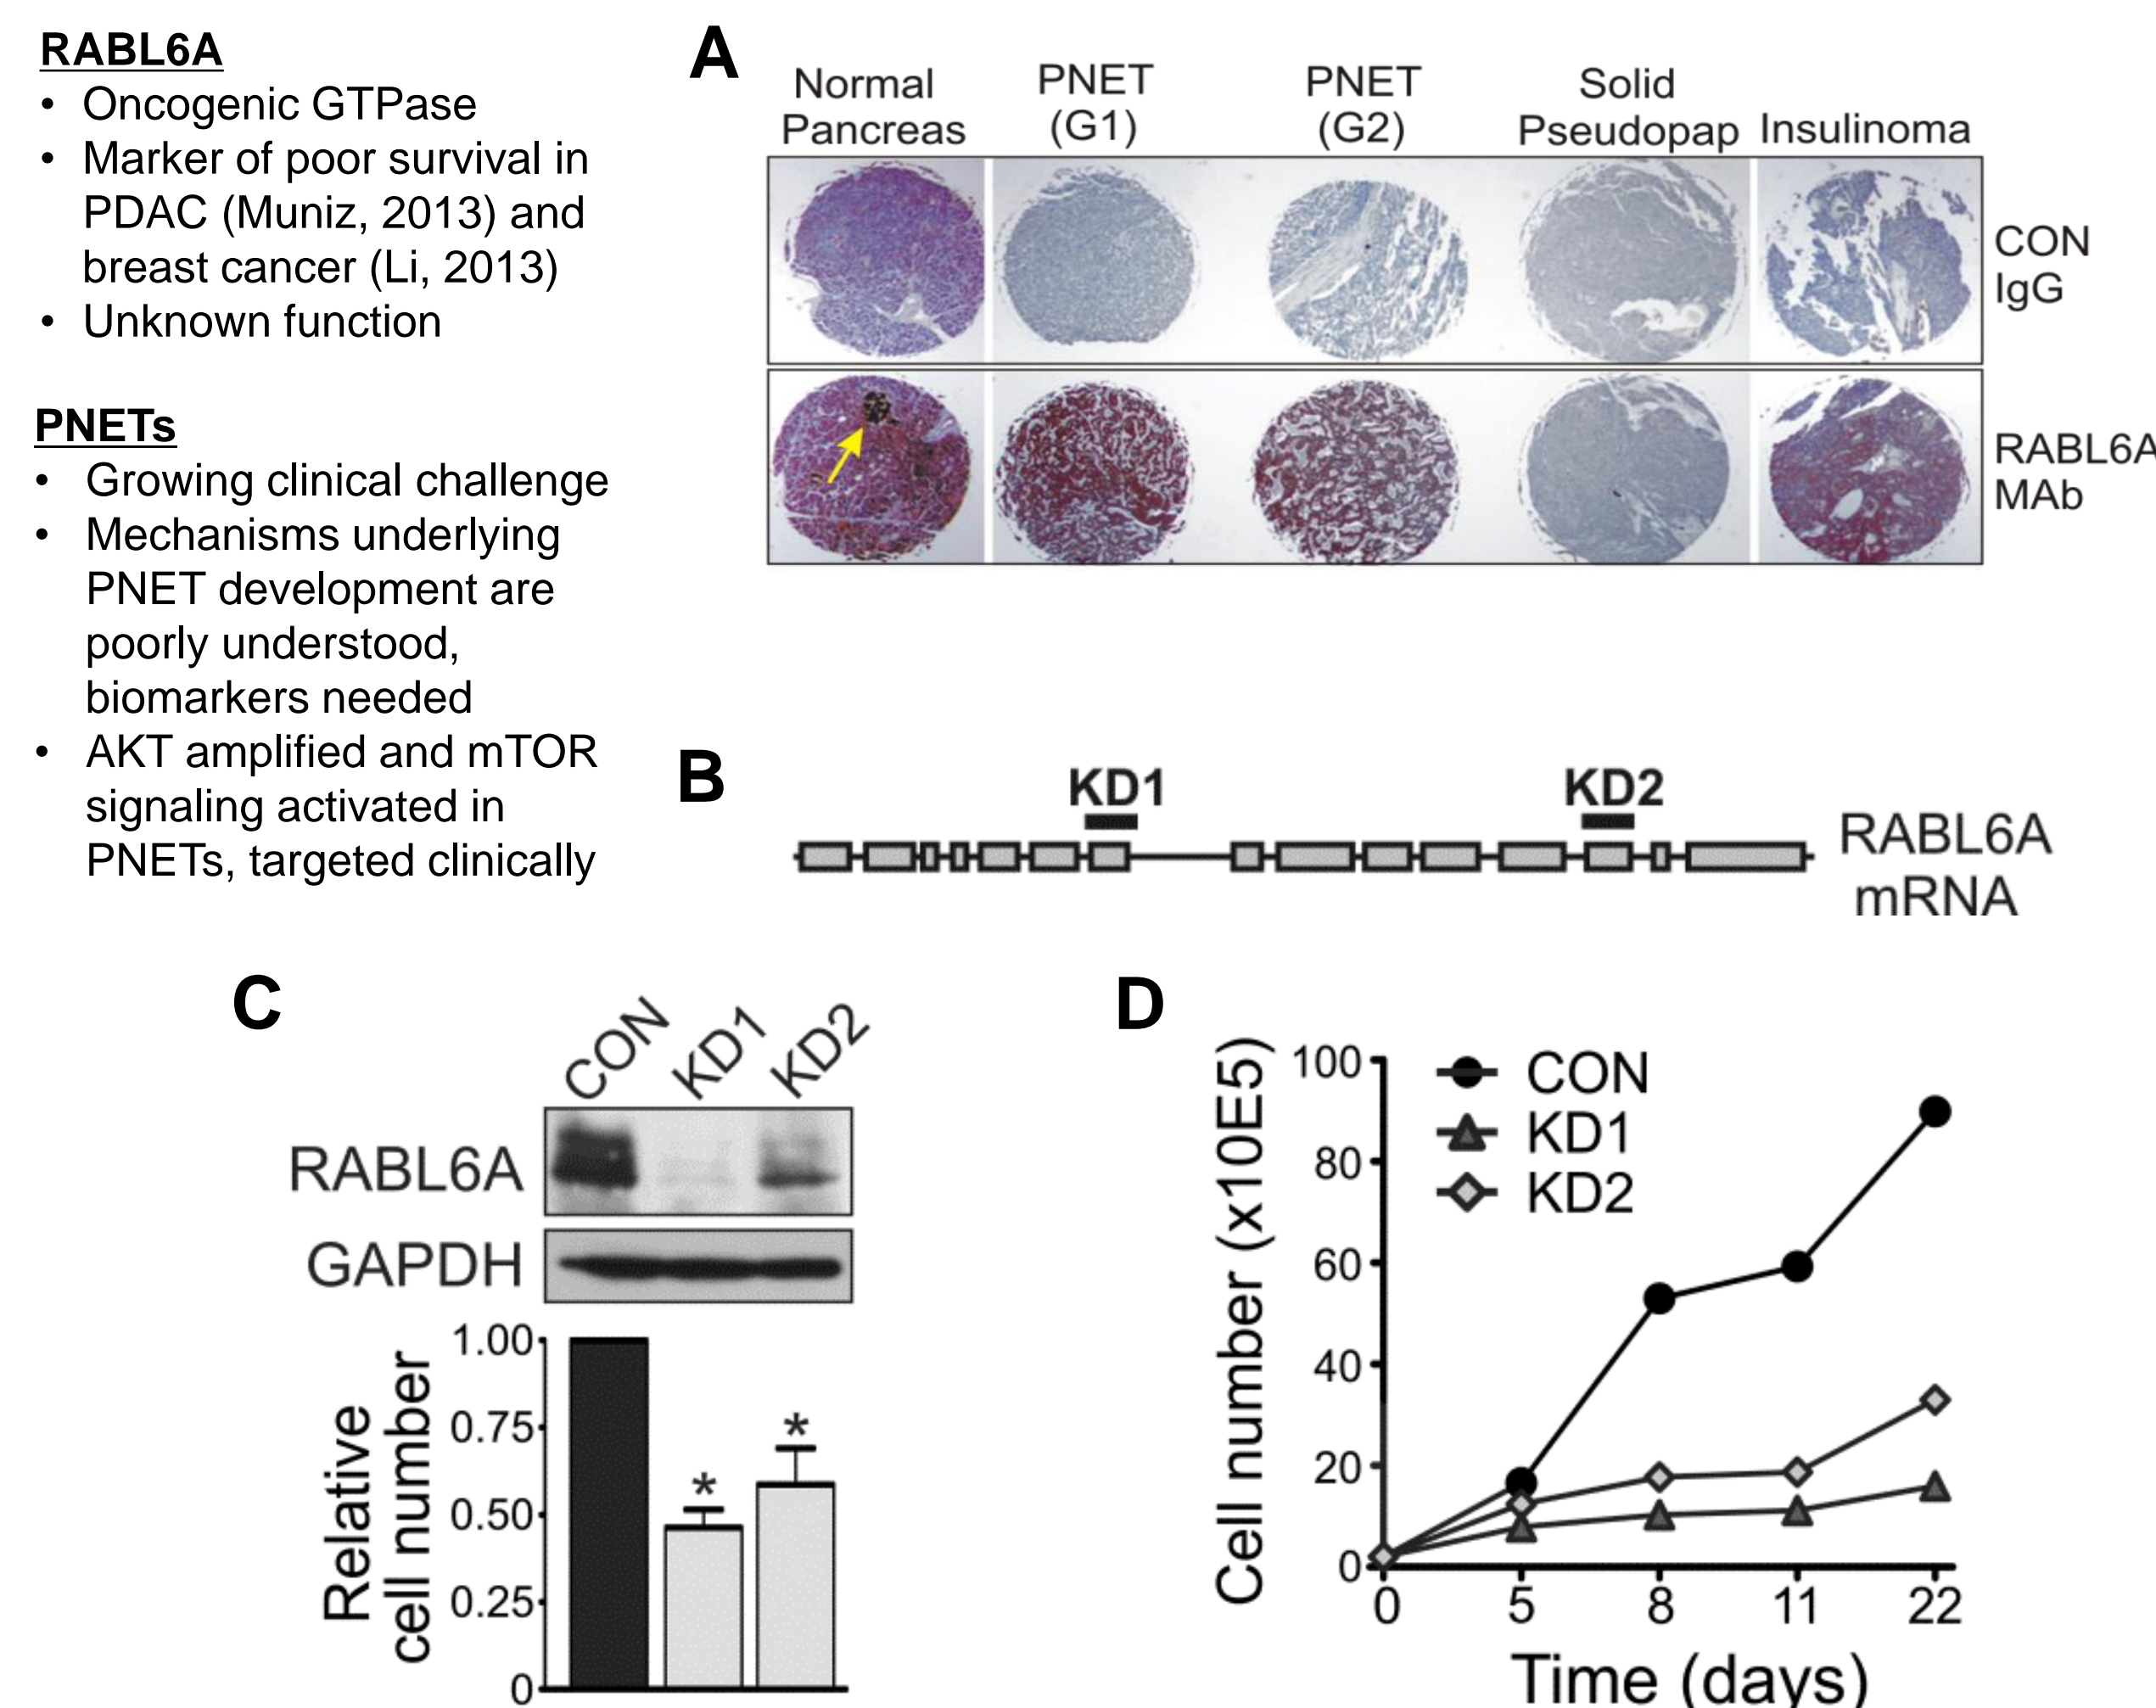 RABL6A
• Oncogenic GTPase
• Marker of poor survival in
PDAC (Muniz, 2013) and
breast cancer (Li, 2013)
• Unknown function
PNETs
• Growing clinical challenge
• Mechanisms underlying
PNET development are
poorly understood,
biomarkers needed
• AKT amplified and mTOR
signaling activated in
PNETs, targeted clinically
A
Normal
Pancreas
PNET
(G1)
PNET
(G2)
Solid
Pseudopap
Insulinoma
CON
IgG
RABL6A
MAb
B
KD1
KD2
RABL6A
mRNA
C
CON
KD1
KD2
RABL6A
GAPDH
Relative
cell number
1.00
0.75
0.50
0.25
0
*
*
D
Cell number (x10E5)
100
80
60
40
20
0
CON
KD1
KD2
0 5 8 11 22
Time (days)